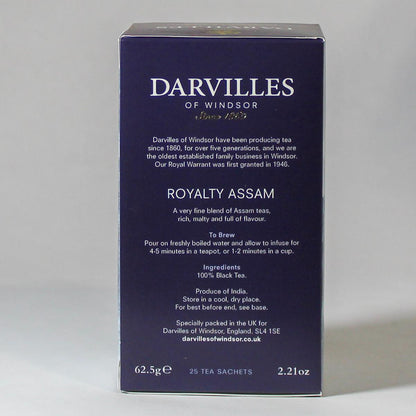 DARVILLES
OF WINDSOR
Since 1860
Darvilles of Windsor have been producing tea
since 1860, for over five generations, and we are
the oldest established family business in Windsor.
Our Royal Warrant was first granted in 1946.
ROYALTY ASSAM
A very fine blend of Assam teas,
rich, malty and full of flavour.
To Brew
Pour on freshly boiled water and allow to infuse for
4-5 minutes in a teapot, or 1-2 minutes in a cup.
Ingredients
100% Black Tea.
Produce of India.
Store in a cool, dry place.
For best before end, see base.
Specially packed in the UK for
Darvilles of Windsor, England. SL4 1SE
darvillesofwindsor.co.uk
62.5g℮ 25 TEA SACHETS 2.21oz